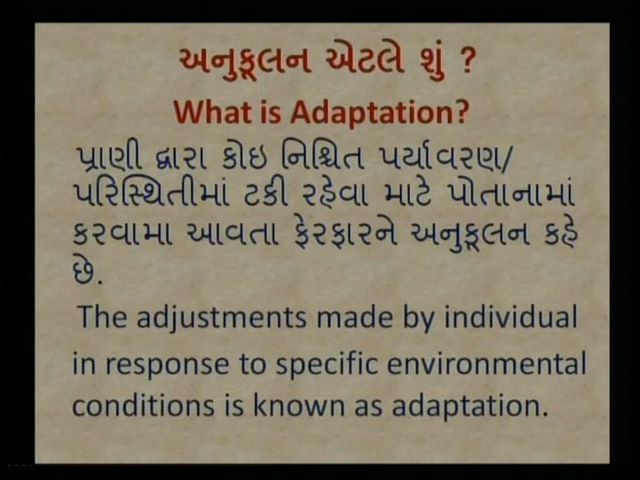 અનુકૂલન એટલે શું ?
What is Adaptation?
પ્રાણી દ્વારા કોઇ નિશ્ચિત પર્યાવરણ/
પરિસ્થિતીમાં ટકી રહેવા માટે પોતાનામાં
કરવામા આવતા ફેરફારને અનુકૂલન કહે
છે.
The adjustments made by individual
in response to specific environmental
conditions is known as adaptation.